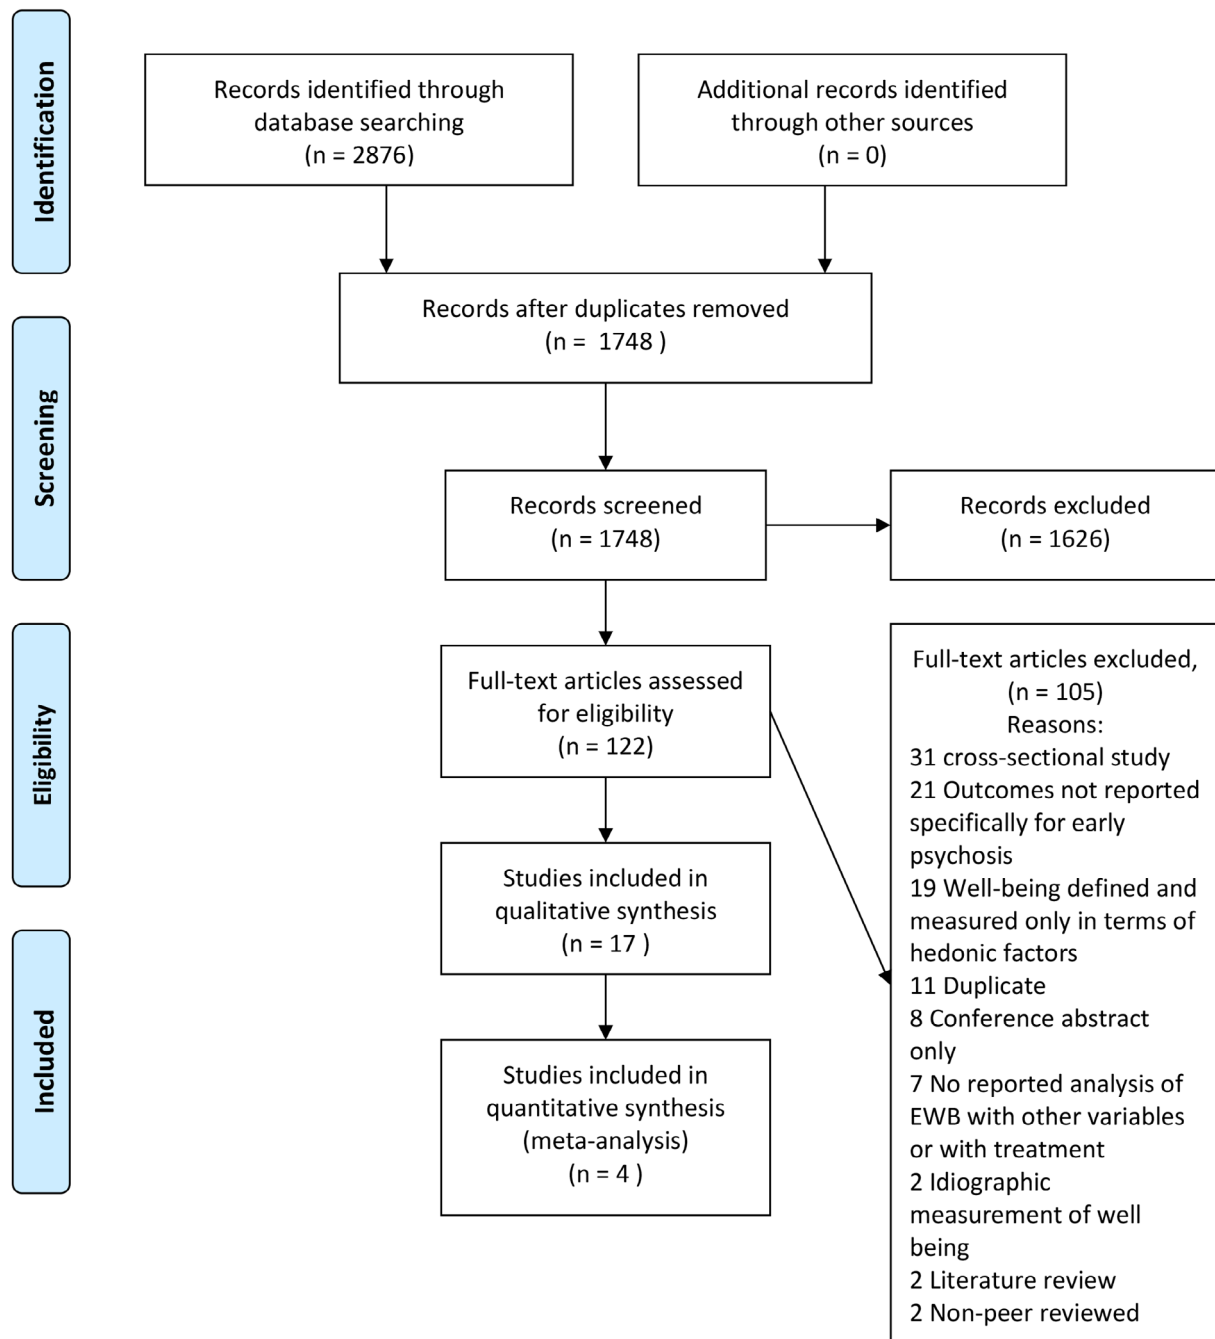 Identification
Records identified through
database searching
(n = 2876)
Additional records identified
through other sources
(n = 0)
Records after duplicates removed
(n =  1748 )
Screening
Records screened
(n = 1748)
Records excluded
(n = 1626)
Eligibility
Full-text articles assessed
for eligibility
(n = 122)
Full-text articles excluded,
(n = 105)
Reasons:
31 cross-sectional study
21 Outcomes not reported
specifically for early
psychosis
19 Well-being defined and
measured only in terms of
hedonic factors
11 Duplicate
8 Conference abstract
only
7 No reported analysis of
EWB with other variables
or with treatment
2 Idiographic
measurement of well
being
2 Literature review
2 Non-peer reviewed
Studies included in
qualitative synthesis
(n = 17 )
Included
Studies included in
quantitative synthesis
(meta-analysis)
(n = 4 )